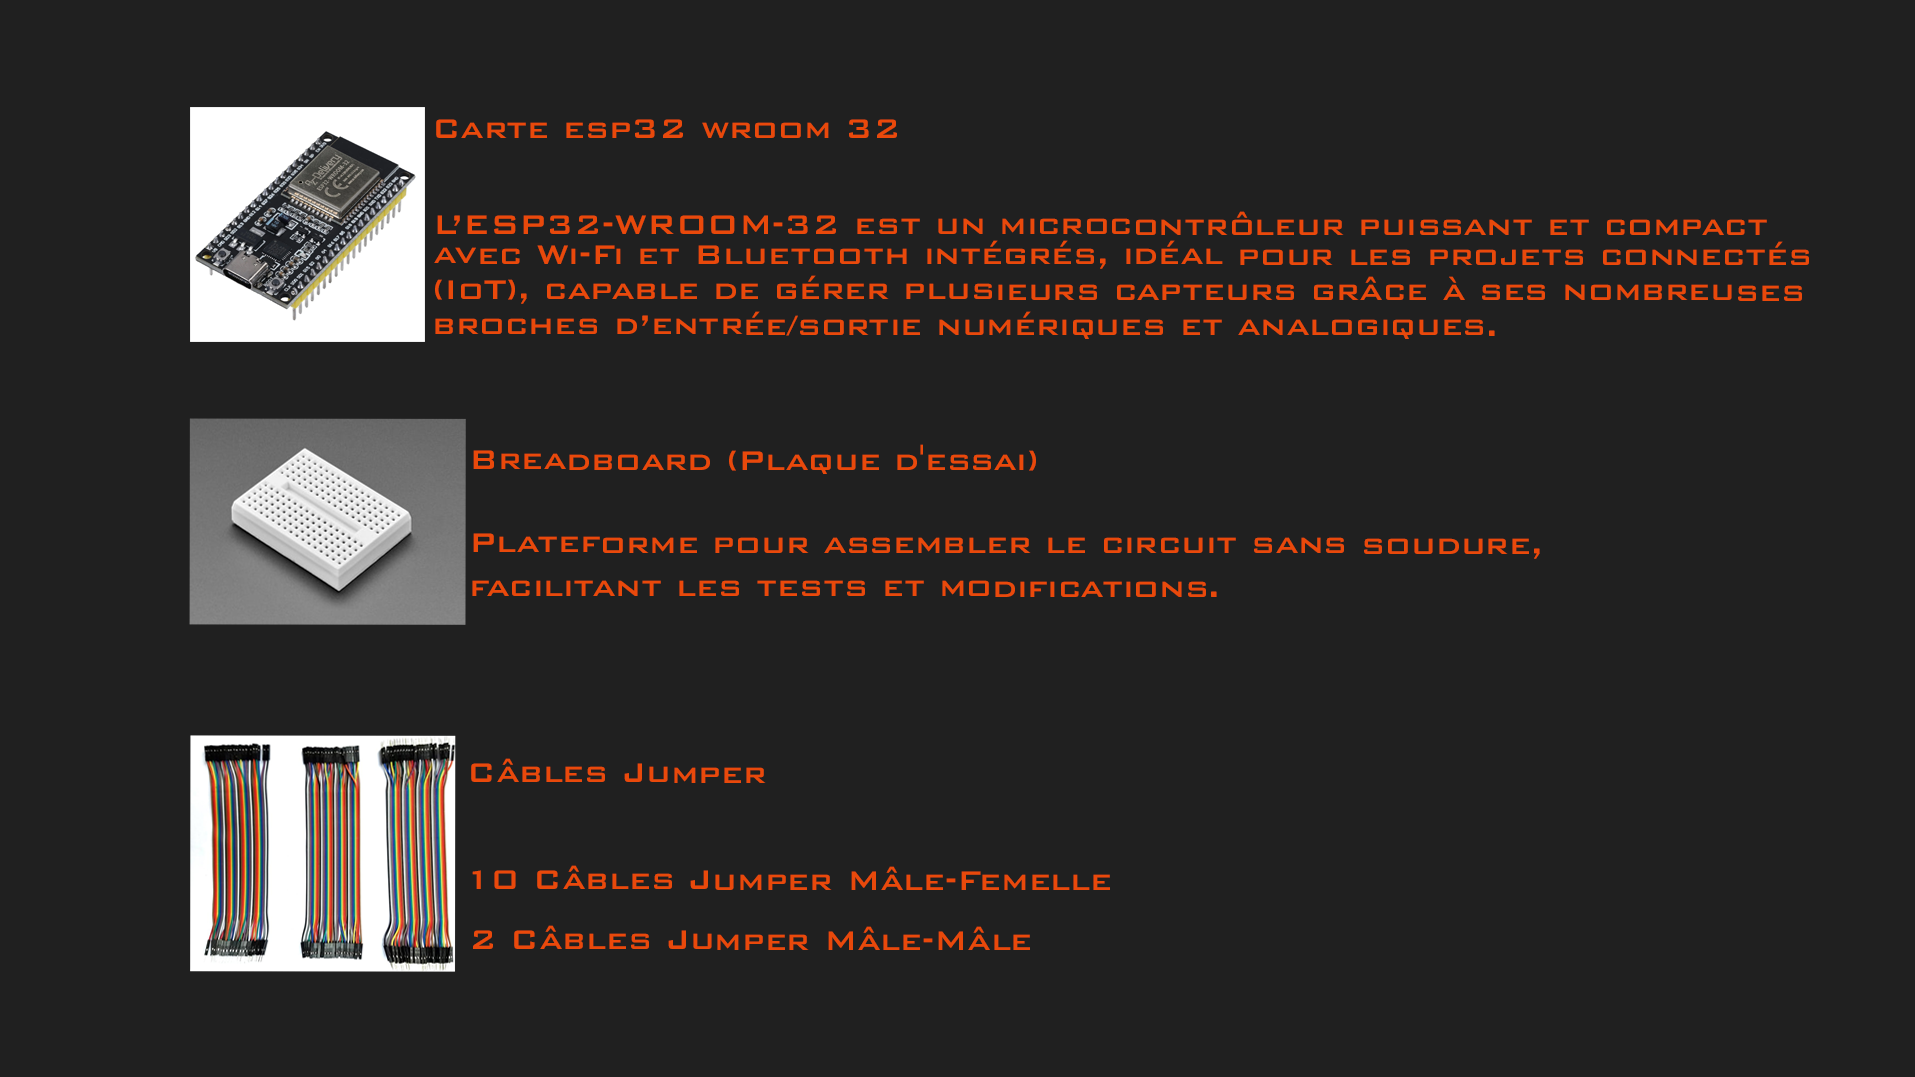 Carte esp32 wroom 32
L’ESP32-WROOM-32 est un microcontrôleur puissant et compact
avec Wi-Fi et Bluetooth intégrés, idéal pour les projets connectés
(IoT), capable de gérer plusieurs capteurs grâce à ses nombreuses
broches d’entrée/sortie numériques et analogiques.
Breadboard (Plaque d'essai)
Plateforme pour assembler le circuit sans soudure,
facilitant les tests et modifications.
Câbles Jumper
10 Câbles Jumper Mâle-Femelle
2 Câbles Jumper Mâle-Mâle